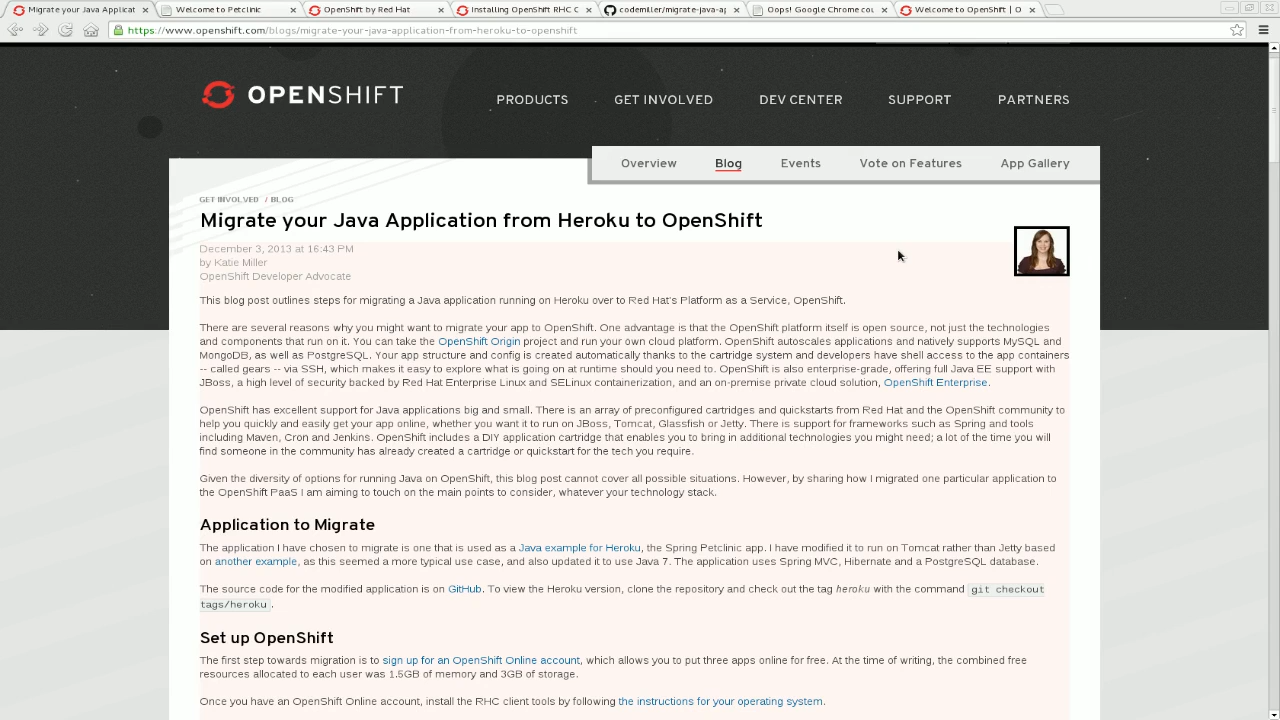 Migrate your Java Applicat
Welcome to Petclinic
OpenShift by Red Hat
Installing OpenShift RHC C
codemiller/migrate-java-ap
Oops! Google Chrome cou
Welcome to OpenShift | O
https://www.openshift.com/blogs/migrate-your-java-application-from-heroku-to-openshift
OPENSHIFT
PRODUCTS
GET INVOLVED
DEV CENTER
SUPPORT
PARTNERS
Overview
Blog
Events
Vote on Features
App Gallery
GET INVOLVED / BLOG
Migrate your Java Application from Heroku to OpenShift
December 3, 2013 at 16:43 PM
by Katie Miller
OpenShift Developer Advocate
This blog post outlines steps for migrating a Java application running on Heroku over to Red Hat's Platform as a Service, OpenShift.
There are several reasons why you might want to migrate your app to OpenShift. One advantage is that the OpenShift platform itself is open source, not just the technologies
and components that run on it. You can take the OpenShift Origin project and run your own cloud platform. OpenShift autoscales applications and natively supports MySQL and
MongoDB, as well as PostgreSQL. Your app structure and config is created automatically thanks to the cartridge system and developers have shell access to the app containers
-- called gears -- via SSH, which makes it easy to explore what is going on at runtime should you need to. OpenShift is also enterprise-grade, offering full Java EE support with
JBoss, a high level of security backed by Red Hat Enterprise Linux and SELinux containerization, and an on-premise private cloud solution, OpenShift Enterprise.
OpenShift has excellent support for Java applications big and small. There is an array of preconfigured cartridges and quickstarts from Red Hat and the OpenShift community to
help you quickly and easily get your app online, whether you want it to run on JBoss, Tomcat, Glassfish or Jetty. There is support for frameworks such as Spring and tools
including Maven, Cron and Jenkins. OpenShift includes a DIY application cartridge that enables you to bring in additional technologies you might need; a lot of the time you will
find someone in the community has already created a cartridge or quickstart for the tech you require.
Given the diversity of options for running Java on OpenShift, this blog post cannot cover all possible situations. However, by sharing how I migrated one particular application to
the OpenShift PaaS I am aiming to touch on the main points to consider, whatever your technology stack.
Application to Migrate
The application I have chosen to migrate is one that is used as a Java example for Heroku, the Spring Petclinic app. I have modified it to run on Tomcat rather than Jetty based
on another example, as this seemed a more typical use case, and also updated it to use Java 7. The application uses Spring MVC, Hibernate and a PostgreSQL database.
The source code for the modified application is on GitHub. To view the Heroku version, clone the repository and check out the tag heroku with the command git checkout
tags/heroku.
Set up OpenShift
The first step towards migration is to sign up for an OpenShift Online account, which allows you to put three apps online for free. At the time of writing, the combined free
resources allocated to each user was 1.5GB of memory and 3GB of storage.
Once you have an OpenShift Online account, install the RHC client tools by following the instructions for your operating system.